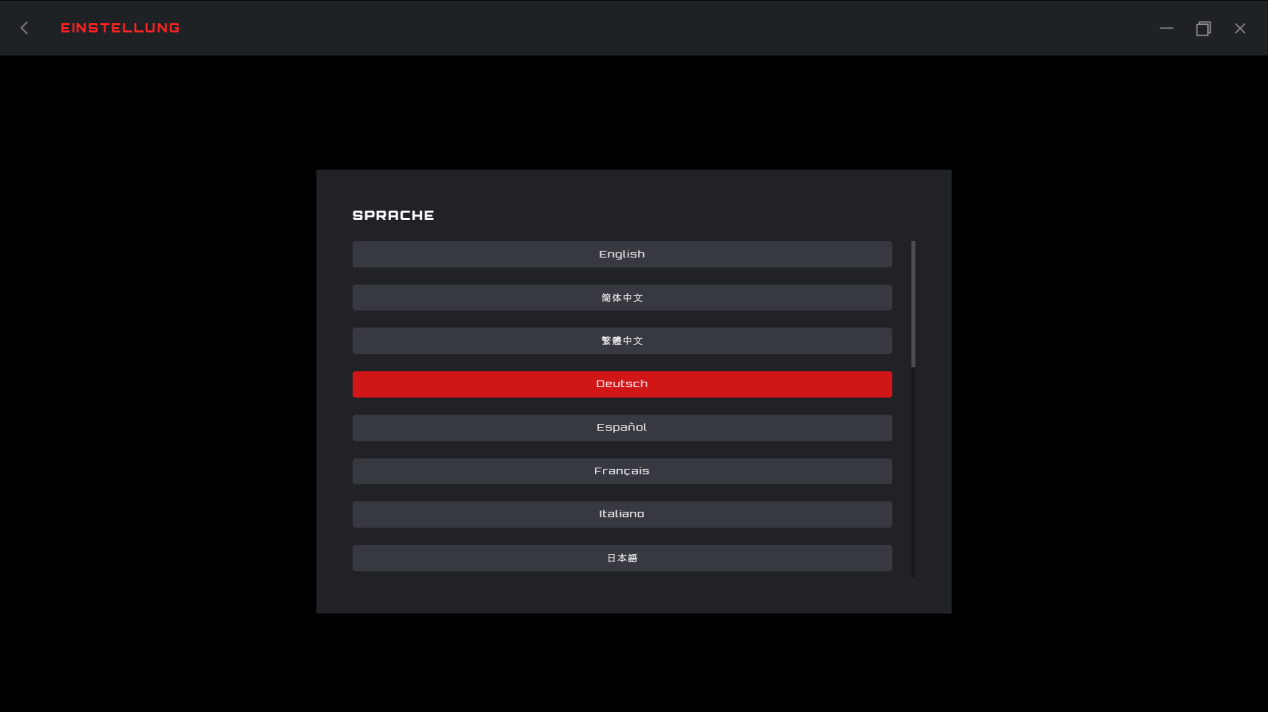 EINSTELLUNG
SPRACHE
English
简体中文
繁體中文
Deutsch
Español
Français
Italiano
日本語